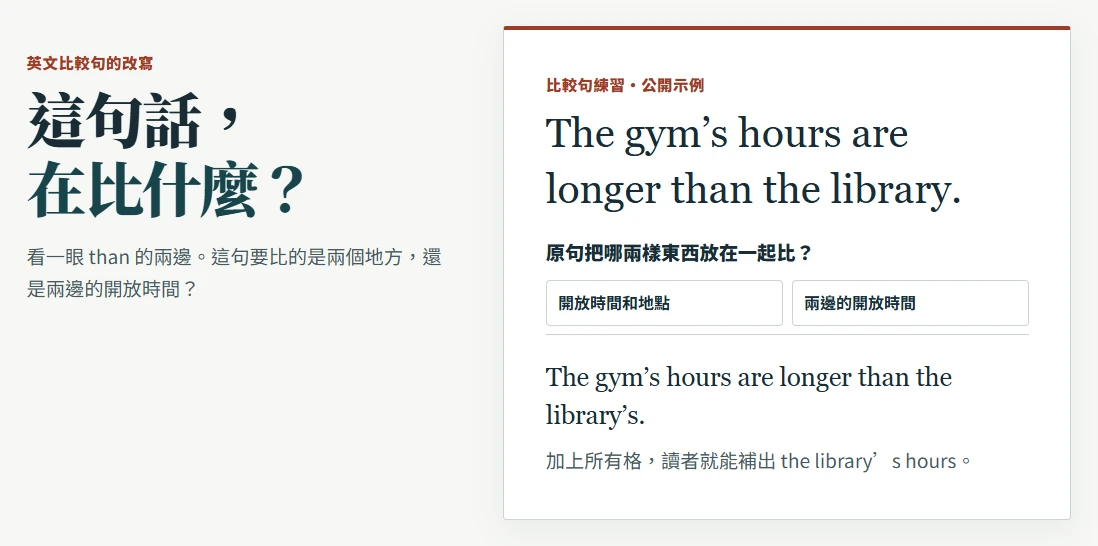 英文比較句的改寫
這句話，
在比什麼？
看一眼 than 的兩邊。這句要比的是兩個地方，還
是兩邊的開放時間？
比較句練習・公開示例
The gym’s hours are
longer than the library.
原句把哪兩樣東西放在一起比？
開放時間和地點
兩邊的開放時間
The gym’s hours are longer than the
library’s.
加上所有格，讀者就能補出 the library’s hours。